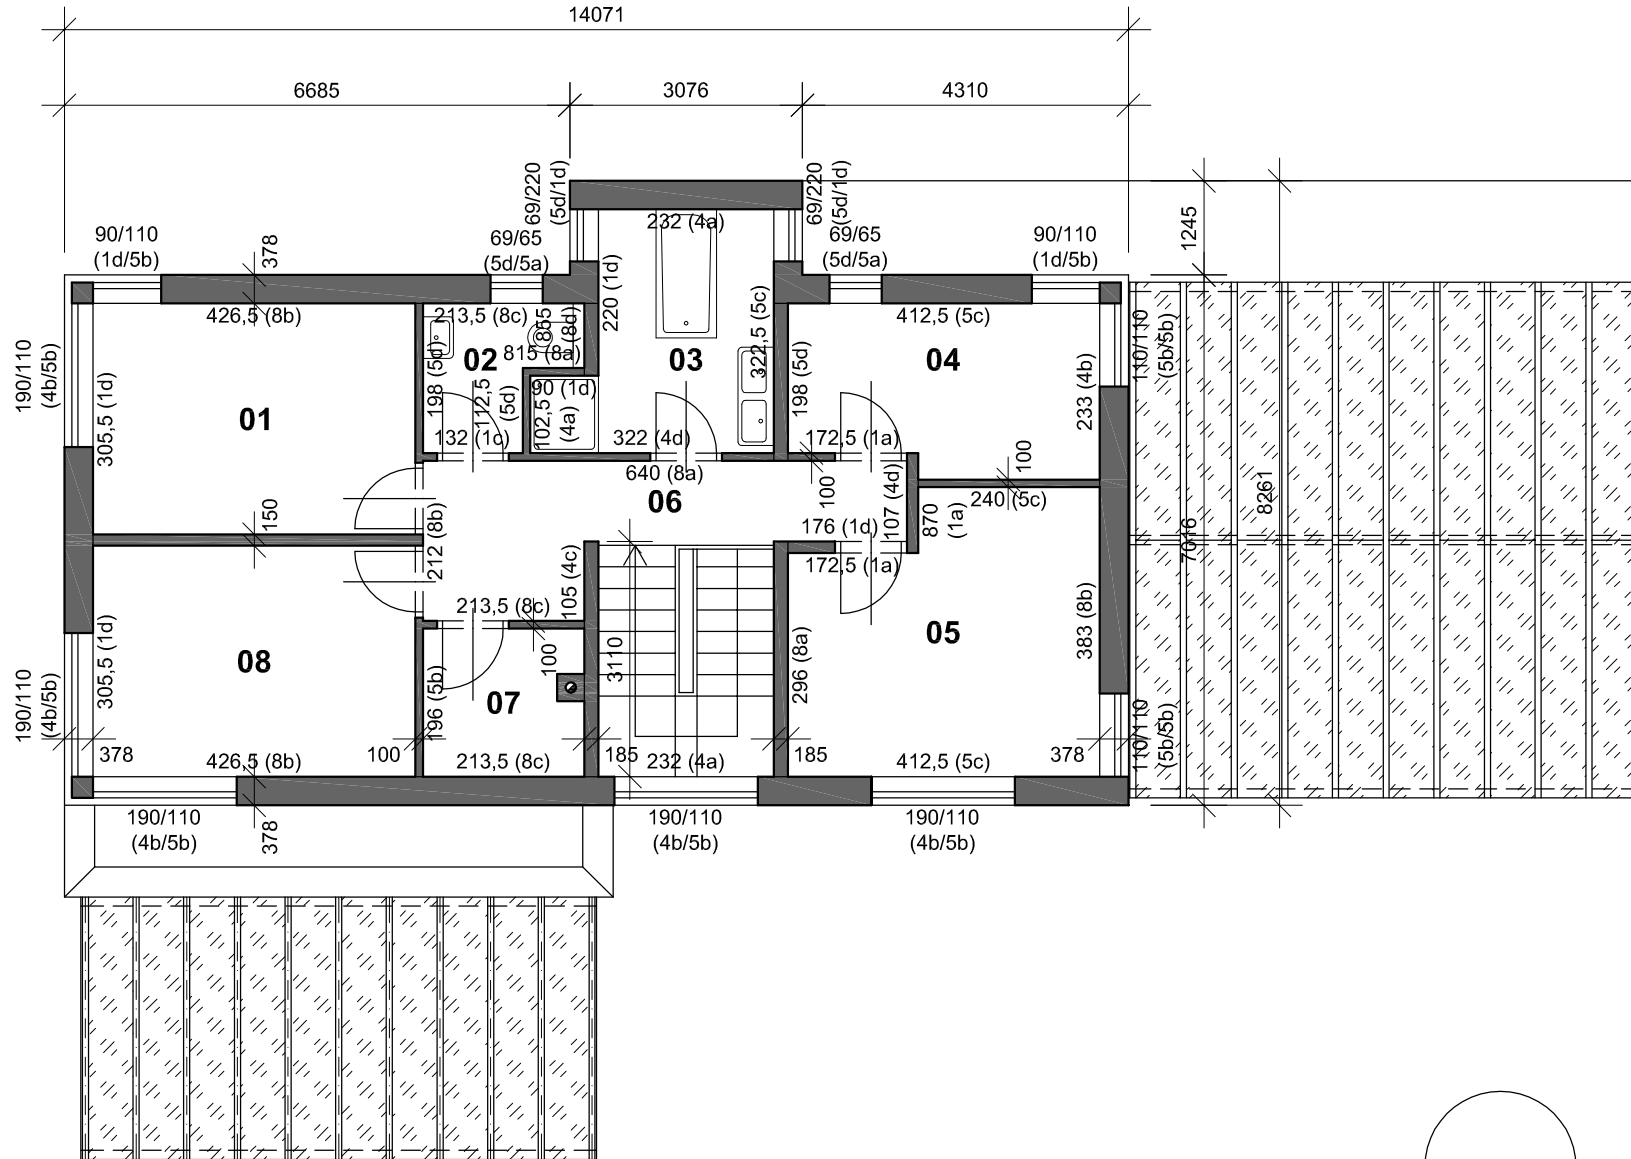 14071
6685
3076
4310
69/220
(5d/1d)
69/220
(5d/1d)
90/110
(1d/5b)
378
69/65
(5d/5a)
232 (4a)
69/65
(5d/5a)
90/110
(1d/5b)
1245
426,5 (8b)
213,5 (8c)
855
(8d)
220 (1d)
322,5 (5c)
412,5 (5c)
110/110
(5b/5b)
190/110
(4b/5b)
305,5 (1d)
01
198 (5d)
02
815 (8a)
112,5
(5d)
90 (1d)
102,5
(4a)
03
198 (5d)
04
233 (4b)
132 (1c)
322 (4d)
172,5 (1a)
640 (8a)
100
100
06
107 (4d)
240 (5c)
870
(1a)
8261
7016
150
212 (8b)
176 (1d)
172,5 (1a)
105 (4c)
213,5 (8c)
08
305,5 (1d)
190/110
(4b/5b)
196 (5b)
100
07
3110
296 (8a)
05
383 (8b)
110/110
(5b/5b)
378
426,5 (8b)
100
213,5 (8c)
185
232 (4a)
185
412,5 (5c)
378
190/110
(4b/5b)
378
190/110
(4b/5b)
190/110
(4b/5b)